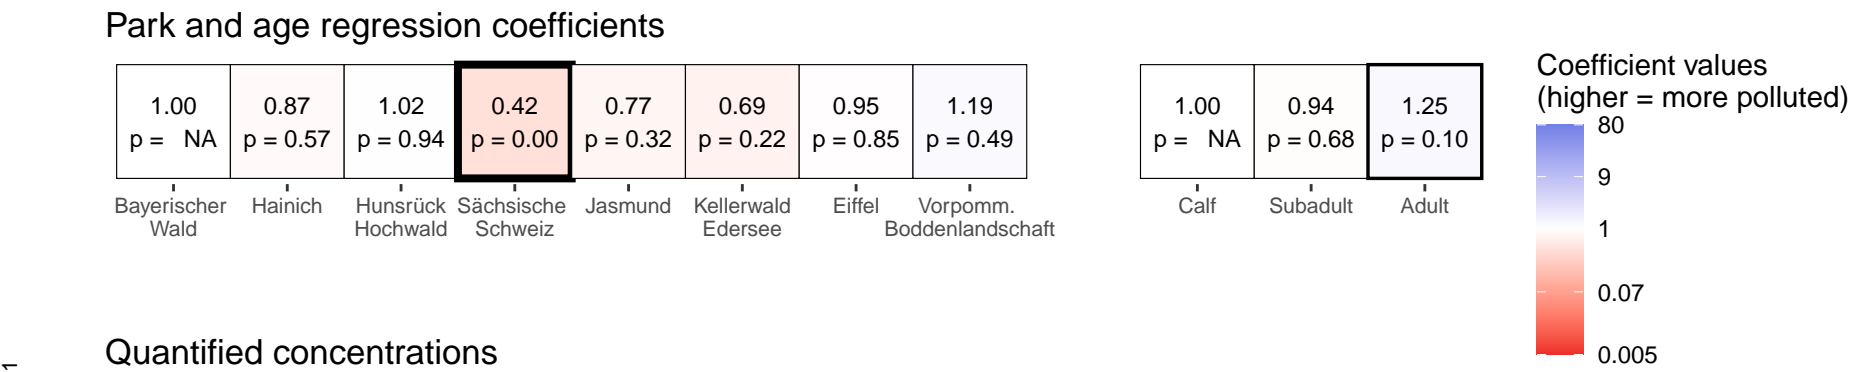 Park and age regression coefficients
1.00 0.87 1.02 0.42 0.77 0.69 0.95 1.19
p = NA p = 0.57 p = 0.94 p = 0.00 p = 0.32 p = 0.22 p = 0.85 p = 0.49
Bayerischer Hainich Hunsrück Sächsische Jasmund Kellerwald Eiffel Vorpomm.
Wald Hochwald Schweiz Edersee Boddenlandschaft
1.00 0.94 1.25
p = NA p = 0.68 p = 0.10
Calf Subadult Adult
Coefficient values
(higher = more polluted)
80
9
1
0.07
0.005
Quantified concentrations
1